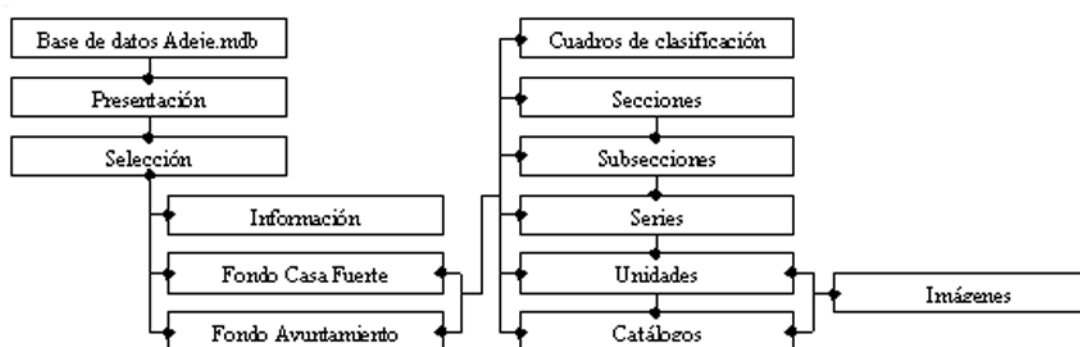 Base de datos Adeje.mdb
Presentación
Selección
Información
Fondo Casa Fuerte
Fondo Ayuntamiento
Cuadros de clasificación
Secciones
Subsecciones
Series
Unidades
Catálogos
Imágenes